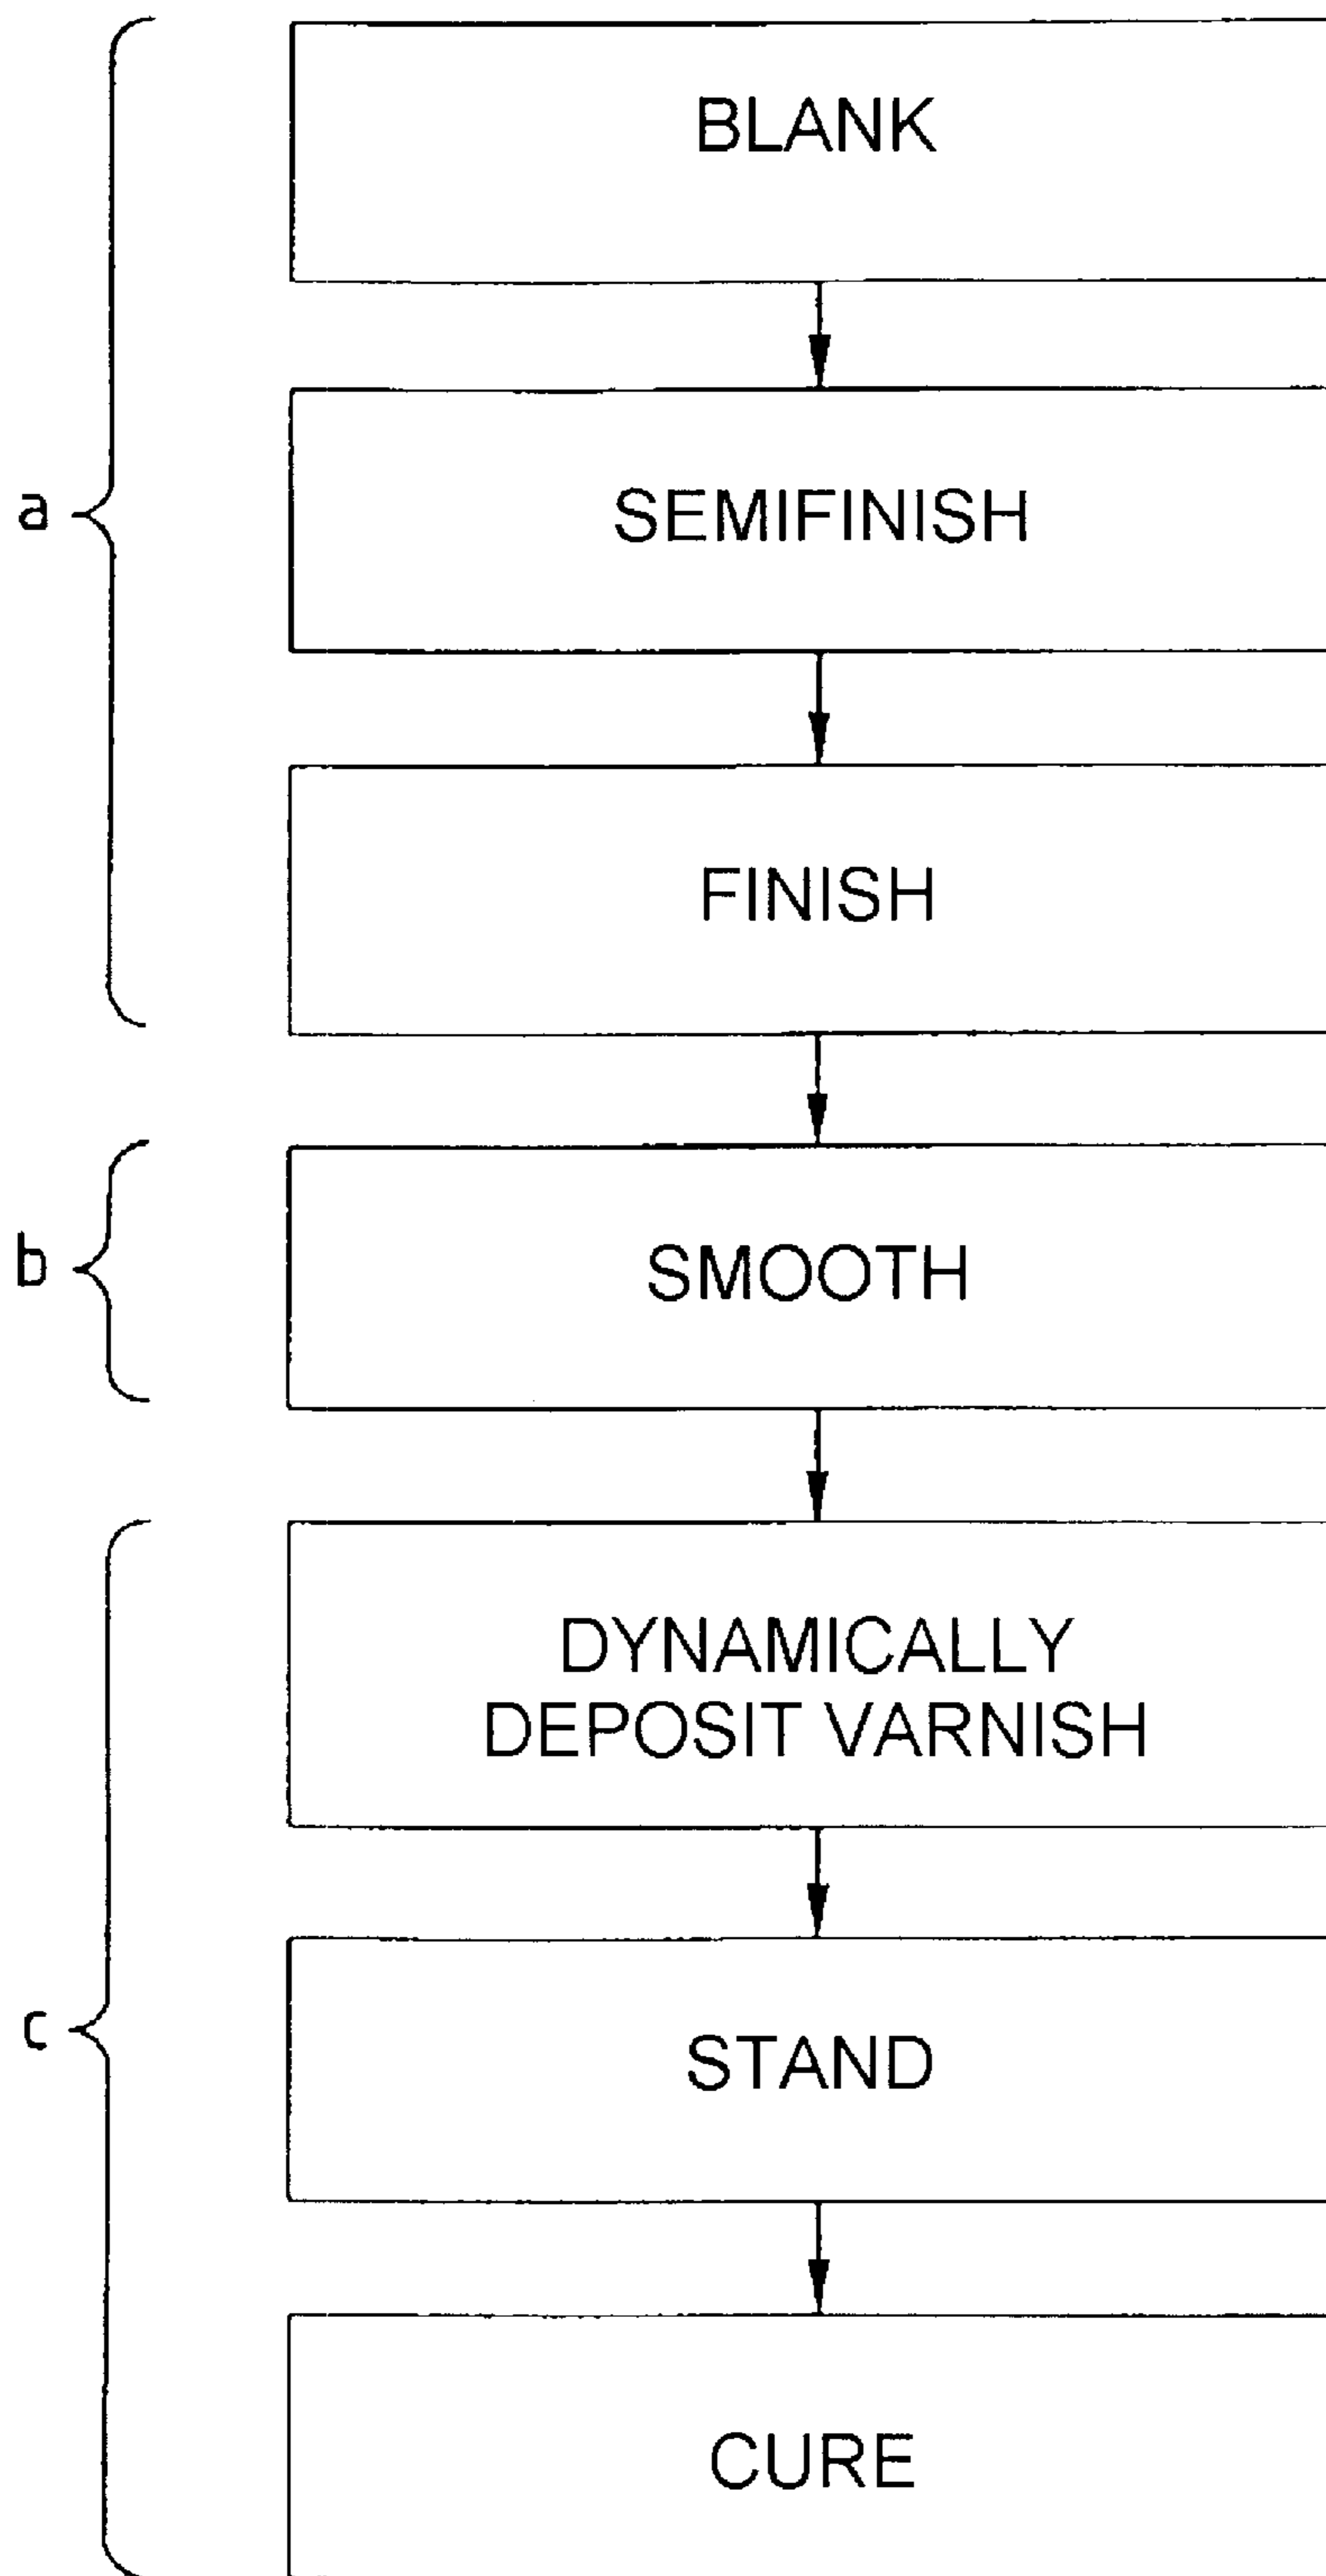 BLANK
a
SEMIFINISH
FINISH
b
SMOOTH
DYNAMICALLY
DEPOSIT VARNISH
c
STAND
CURE